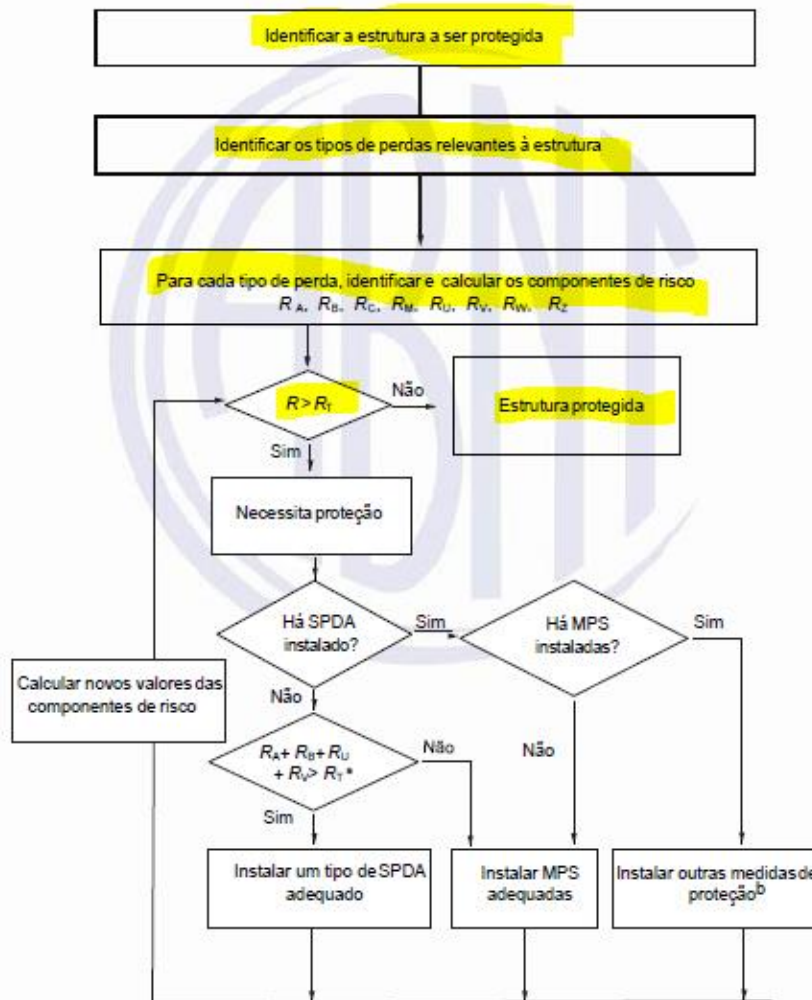 Identificar a estrutura a ser protegida
Identificar os tipos de perdas relevantes à estrutura
Para cada tipo de perda, identificar e calcular os componentes de risco
R A, RB, RC, RM, RU, RV, RW, RZ
R > RT
Não
Estrutura protegida
Sim
Necessita proteção
Há SPDA
instalado?
Sim
Há MPS
instaladas?
Sim
Calcular novos valores das
componentes de risco
Não
RA+ RB+ RU
+ RV> RT a
Não
Não
Sim
Instalar um tipo de SPDA
adequado
Instalar MPS
adequadas
Instalar outras medidas de
proteção b
ABNT